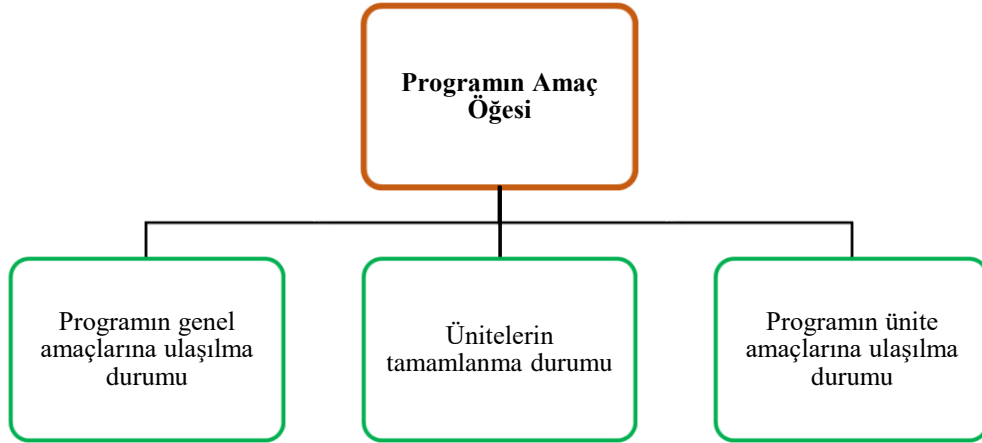 Programın Amaç
Öğesi
Programın genel
amaçlarına ulaşılma
durumu
Ünitelerin
tamamlanma durumu
Programın ünite
amaçlarına ulaşılma
durumu